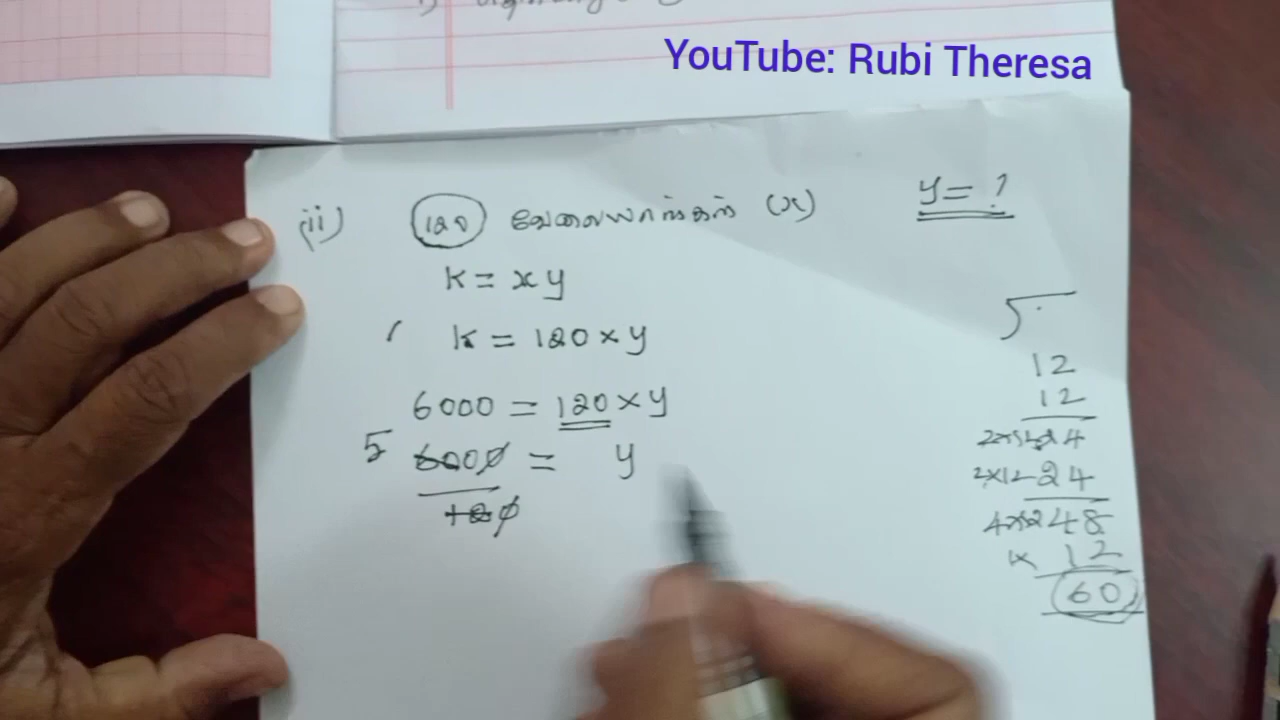 YouTube: Rubi Theresa
(ii) 120 வேலையாட்கள் (x) y = ?
k = xy
k = 120 × y
6000 = 120 × y
5 6000 = y
120
12
12
24
2×12 24
48
12
60